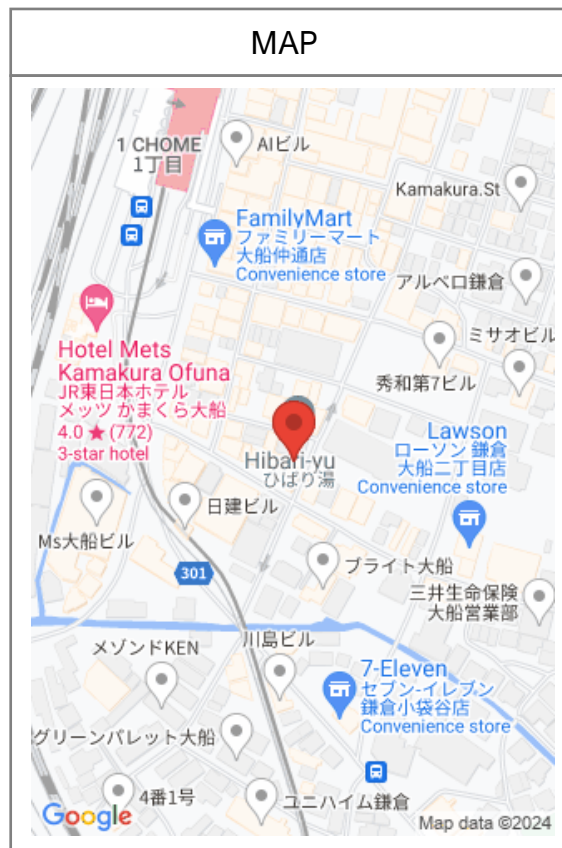 MAP
1 CHOME
1丁目
AIビル
Kamakura.St
FamilyMart
ファミリーマート
大船仲通店
Convenience store
アルベロ鎌倉
ミサオビル
Hotel Mets
Kamakura Ofuna
JR東日本ホテル
メッツ かまくら大船
4.0 ★ (772)
3-star hotel
秀和第7ビル
Lawson
ローソン 鎌倉
大船二丁目店
Convenience store
Hibari-yu
ひばり湯
日建ビル
Ms大船ビル
301
ブライト大船
三井生命保険
大船営業部
川島ビル
メゾンドKEN
7-Eleven
セブン-イレブン
鎌倉小袋谷店
Convenience store
グリーンバレット大船
4番1号
ユニハイム鎌倉
Google
Map data ©2024